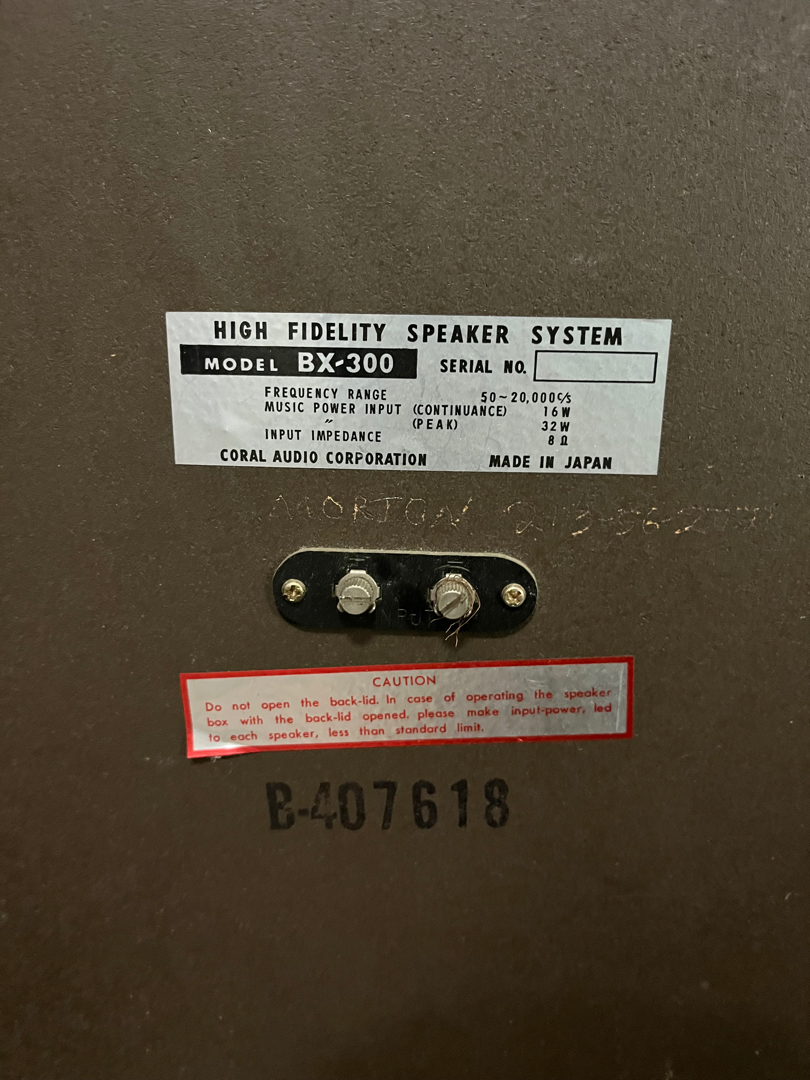 HIGH FIDELITY SPEAKER SYSTEM
MODEL BX-300 SERIAL NO.
FREQUENCY RANGE 50~20,000c/s
MUSIC POWER INPUT (CONTINUANCE) 16W
〃 (PEAK) 32W
INPUT IMPEDANCE 8Ω
CORAL AUDIO CORPORATION MADE IN JAPAN
MORTON
INPUT
CAUTION
Do not open the back-lid. In case of operating the speaker
box with the back-lid opened, please make input-power, led
to each speaker, less than standard limit.
B-407618